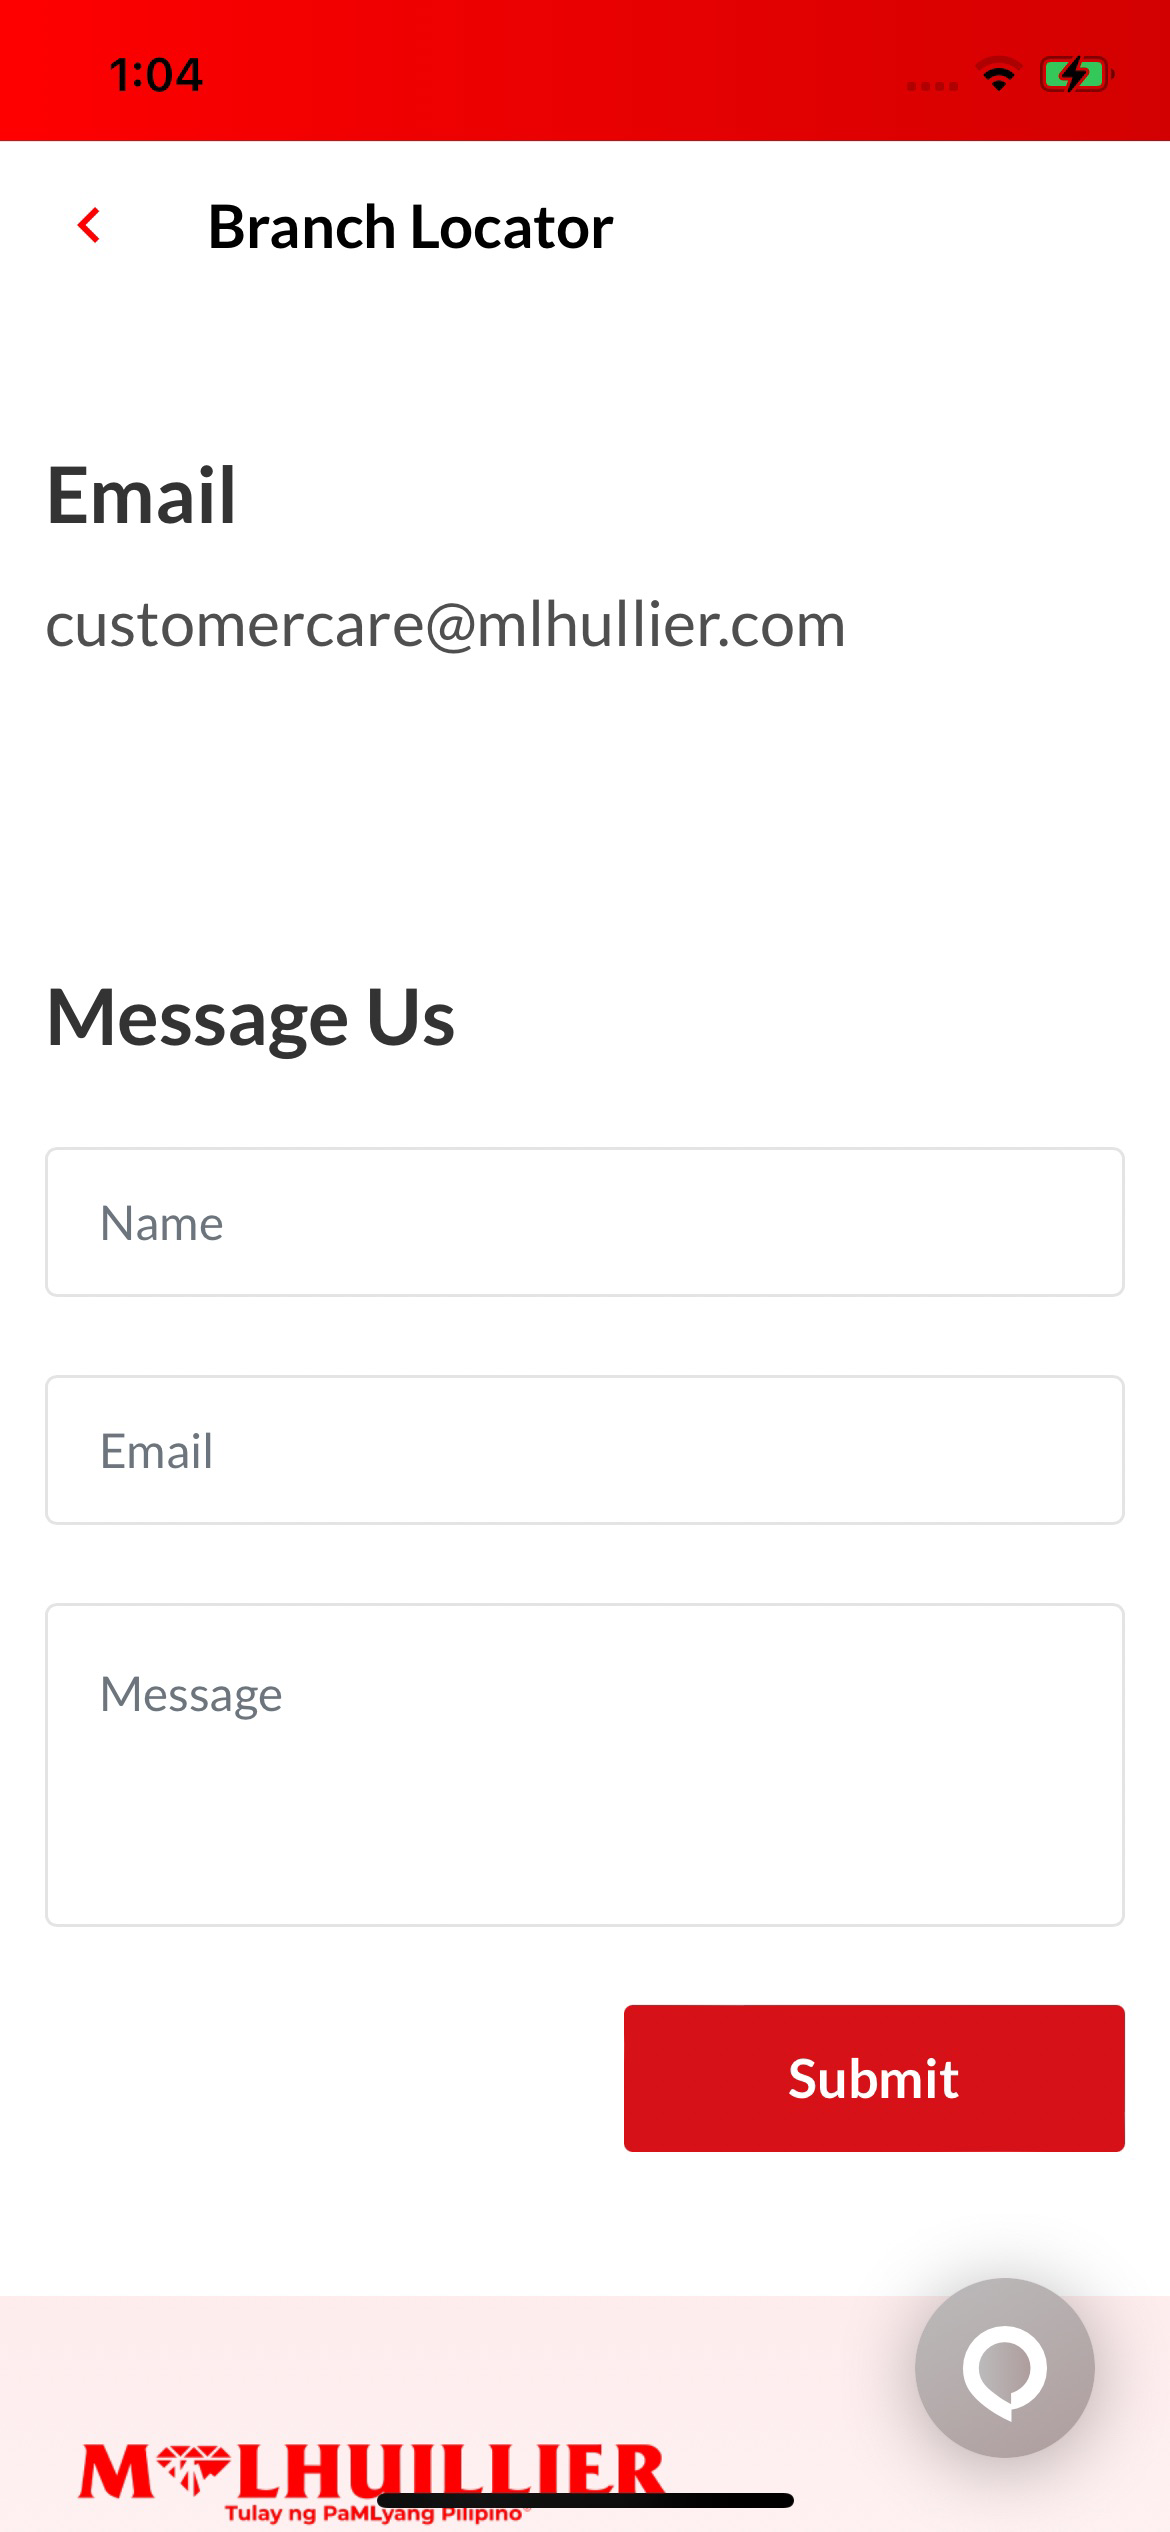 1:04
Branch Locator
Email
customercare@mlhullier.com
Message Us
Name
Email
Message
Submit
M LHUILLIER
Tulay ng PaMLyang Pilipino